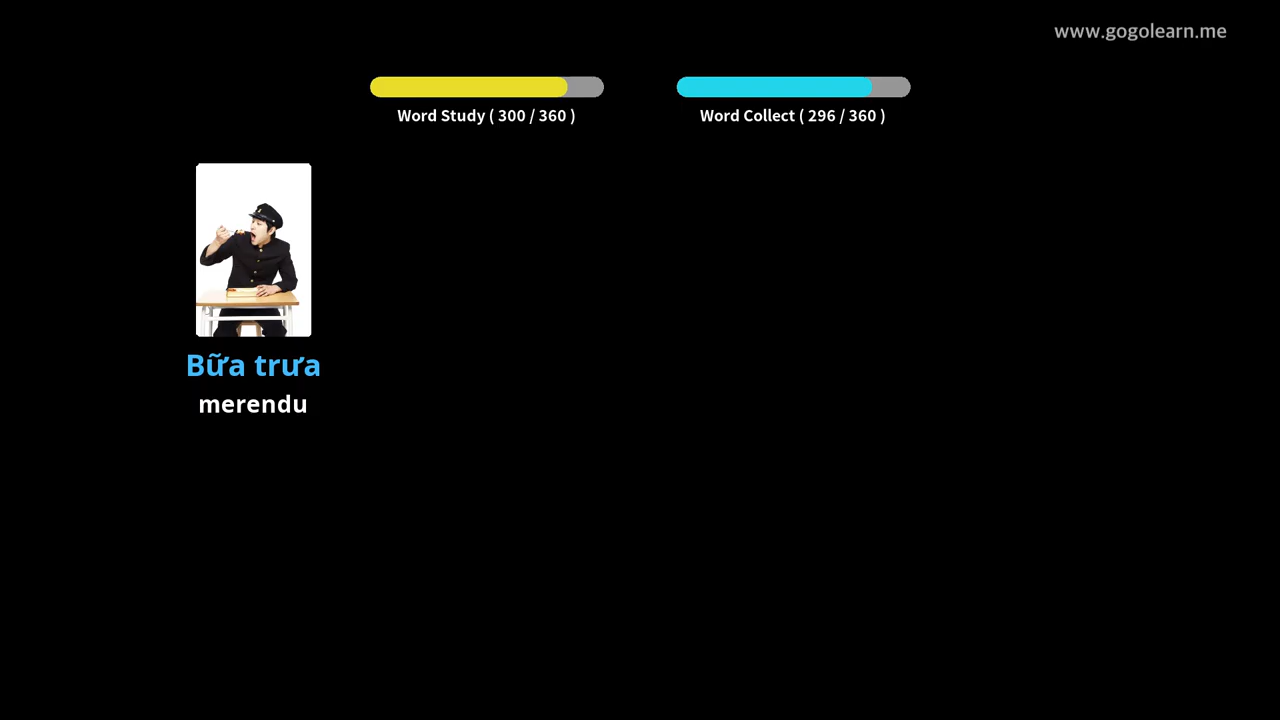 www.gogolearn.me
Word Study ( 300 / 360 )
Word Collect ( 296 / 360 )
Bữa trưa
merendu